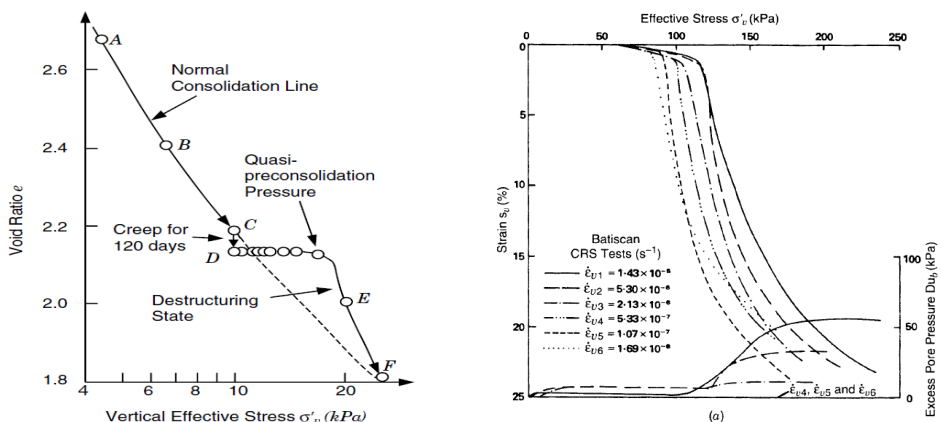 A
2.6
Normal
Consolidation Line
2.4
B
Quasi-
preconsolidation
Pressure
2.2
C
Creep for
120 days
D
2.0
Destructuring
State
E
F
1.8
4
6
8
10
20
Void Ratio e
Vertical Effective Stress σ'ᵥ (kPa)
Effective Stress σ'ᵥ (kPa)
0
50
100
150
200
250
0
5
10
15
20
25
Strain sᵥ (%)
Batiscan
CRS Tests (s⁻¹)
ε̇ᵥ₁ = 1·43×10⁻⁵
ε̇ᵥ₂ = 5·30×10⁻⁶
ε̇ᵥ₃ = 2·13×10⁻⁶
ε̇ᵥ₄ = 5·33×10⁻⁷
ε̇ᵥ₅ = 1·07×10⁻⁷
ε̇ᵥ₆ = 1·69×10⁻⁸
100
50
0
Excess Pore Pressure Duᵦ (kPa)
ε̇ᵥ₄, ε̇ᵥ₅ and ε̇ᵥ₆
(a)